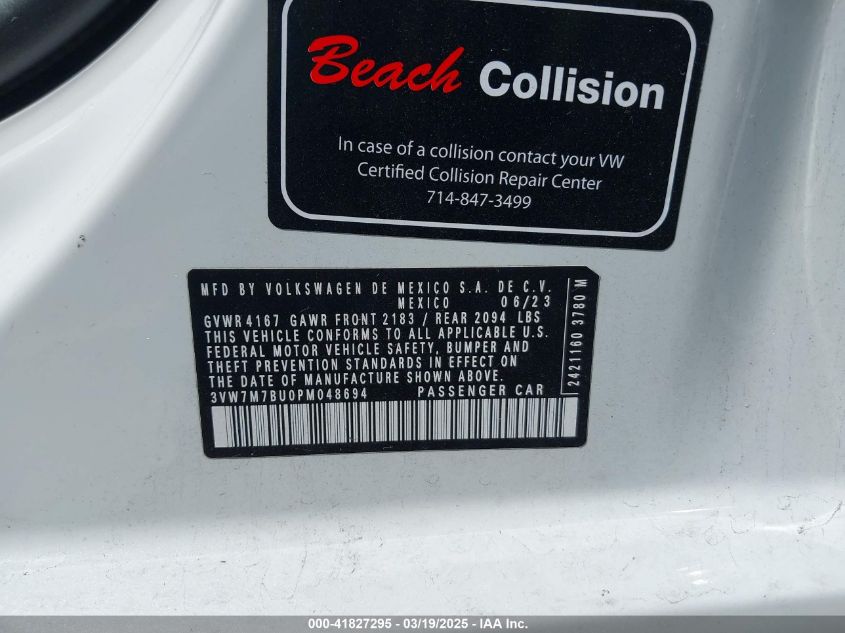 Beach Collision
In case of a collision contact your VW
Certified Collision Repair Center
714-847-3499
MFD BY VOLKSWAGEN DE MEXICO S.A. DE C.V.
MEXICO 06/23
GVWR 4167 GAWR FRONT 2183 / REAR 2094 LBS
THIS VEHICLE CONFORMS TO ALL APPLICABLE U.S.
FEDERAL MOTOR VEHICLE SAFETY, BUMPER AND
THEFT PREVENTION STANDARDS IN EFFECT ON
THE DATE OF MANUFACTURE SHOWN ABOVE.
3VW7M7BU0PM048694 PASSENGER CAR
2421160 3780 M
000-41827295 - 03/19/2025 - IAA Inc.